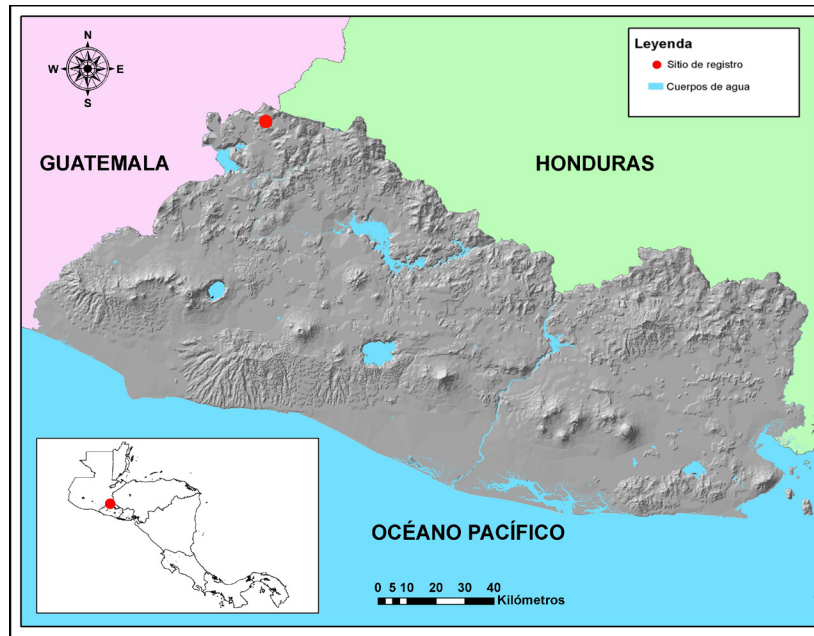 N
W E
S
Leyenda
Sitio de registro
Cuerpos de agua
GUATEMALA
HONDURAS
OCÉANO PACÍFICO
0 5 10 20 30 40
Kilómetros